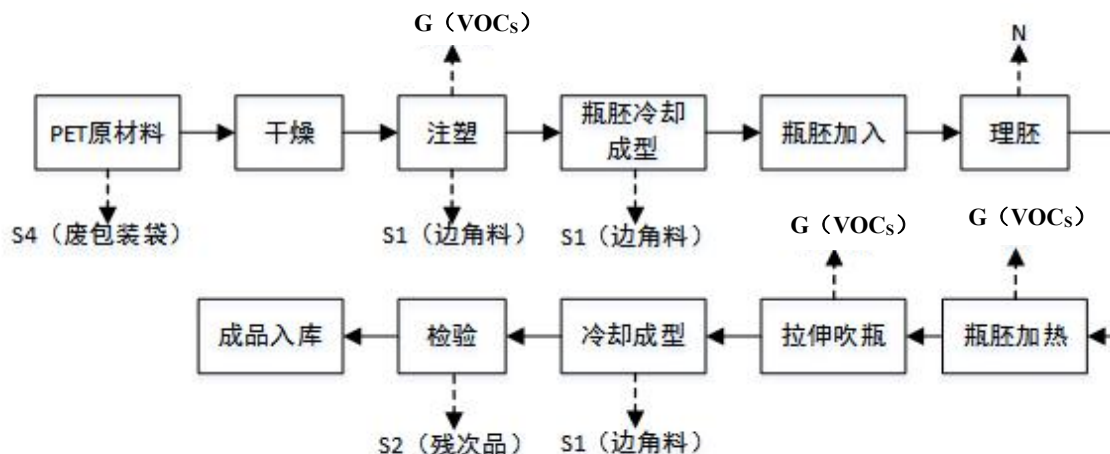 G（VOCs）
N
PET原材料
干燥
注塑
瓶胚冷却
成型
瓶胚加入
理胚
S4（废包装袋）
S1（边角料）
S1（边角料）
G（VOCs）
G（VOCs）
成品入库
检验
冷却成型
拉伸吹瓶
瓶胚加热
S2（残次品）
S1（边角料）